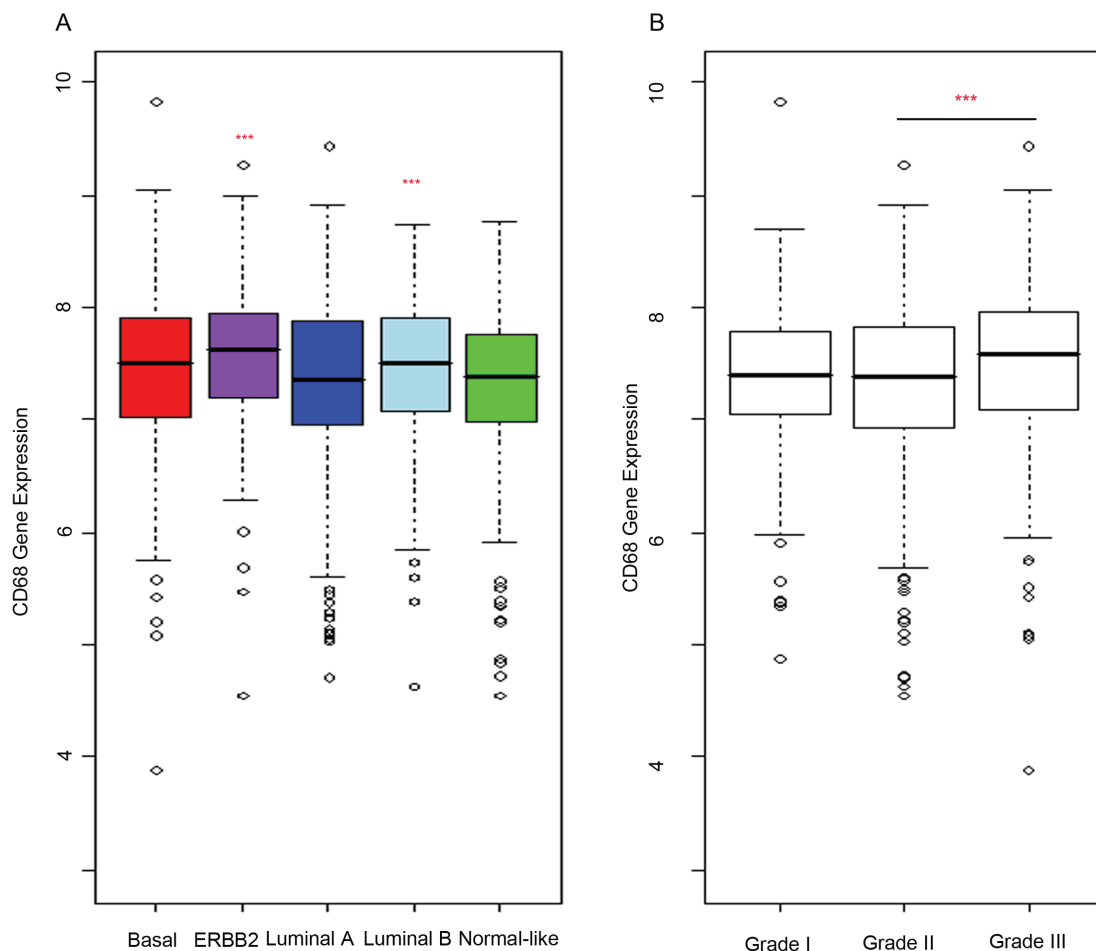 A
B
10
8
6
4
CD68 Gene Expression
***
***
Basal ERBB2 Luminal A Luminal B Normal-like
10
8
6
4
CD68 Gene Expression
***
Grade I Grade II Grade III